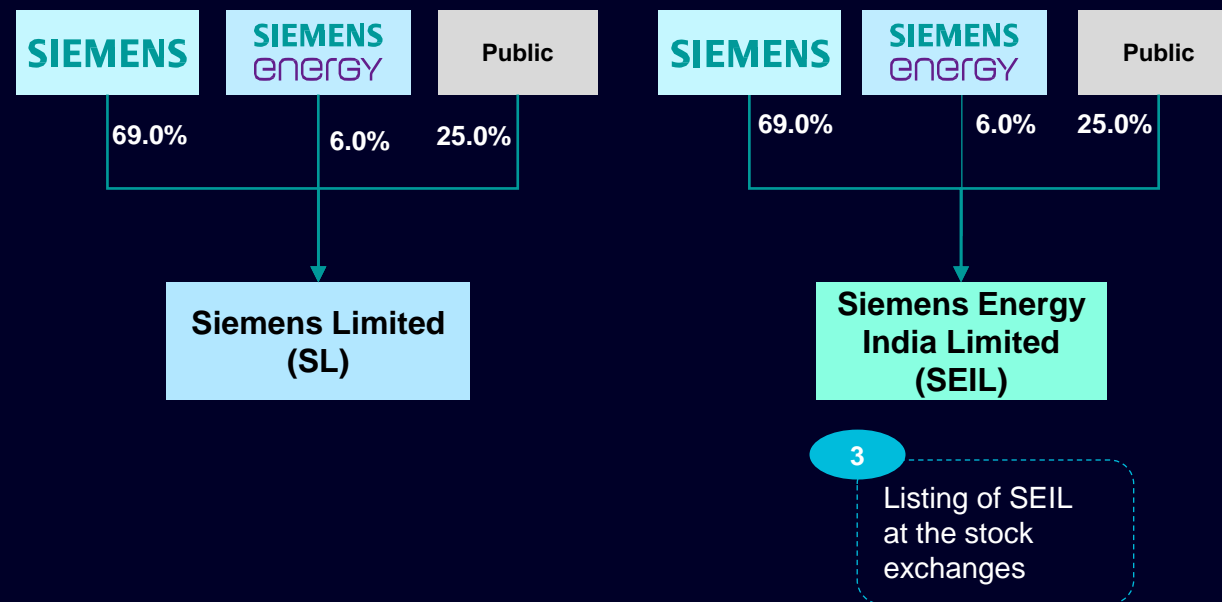 SIEMENS
SIEMENS
energy
Public
69.0%
6.0%
25.0%
Siemens Limited
(SL)
SIEMENS
SIEMENS
energy
Public
69.0%
6.0%
25.0%
Siemens Energy
India Limited
(SEIL)
3
Listing of SEIL
at the stock
exchanges